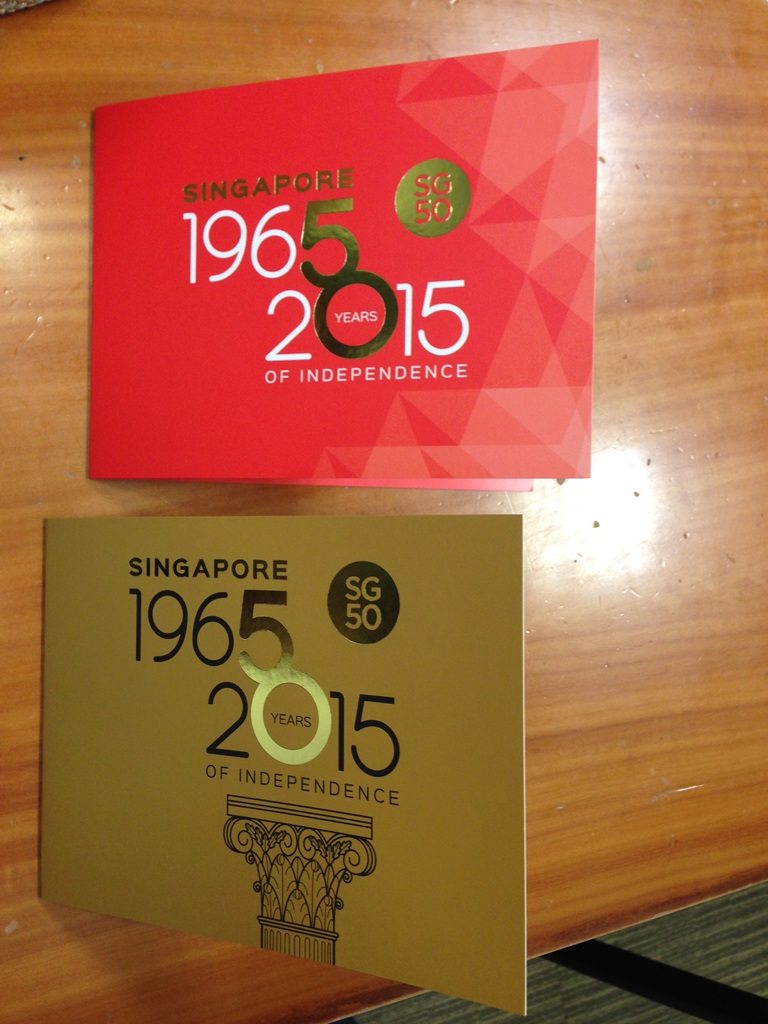 SINGAPORE
1965
SG
50
2015
YEARS
OF INDEPENDENCE
SINGAPORE
1965
SG
50
2015
YEARS
OF INDEPENDENCE